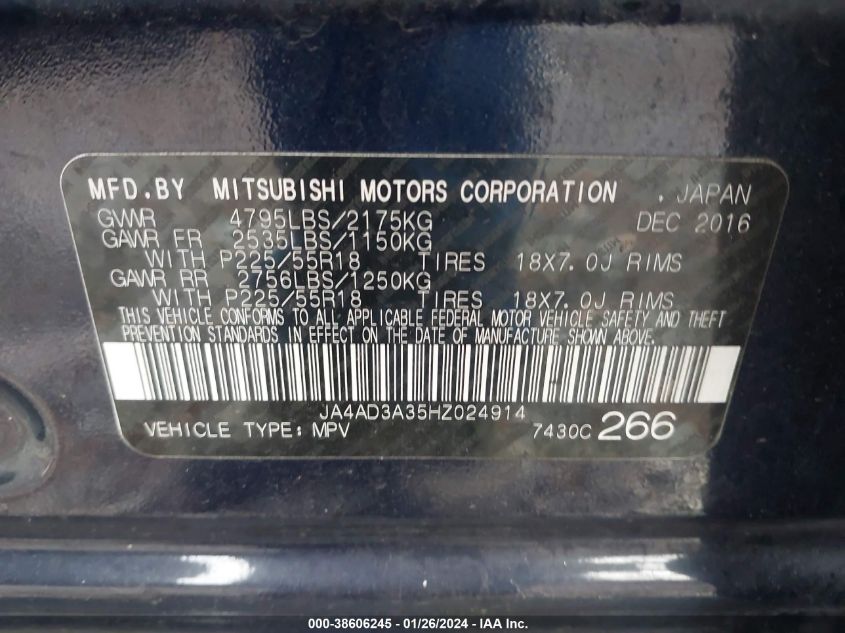 MFD.BY MITSUBISHI MOTORS CORPORATION . JAPAN
GVWR 4795LBS/2175KG DEC 2016
GAWR FR 2535LBS/1150KG
WITH P225/55R18 TIRES 18X7.0J RIMS
GAWR RR 2756LBS/1250KG
WITH P225/55R18 TIRES 18X7.0J RIMS
THIS VEHICLE CONFORMS TO ALL APPLICABLE FEDERAL MOTOR VEHICLE SAFETY AND THEFT
PREVENTION STANDARDS IN EFFECT ON THE DATE OF MANUFACTURE SHOWN ABOVE.
JA4AD3A35HZ024914
VEHICLE TYPE: MPV 7430C 266
000-38606245 - 01/26/2024 - IAA Inc.